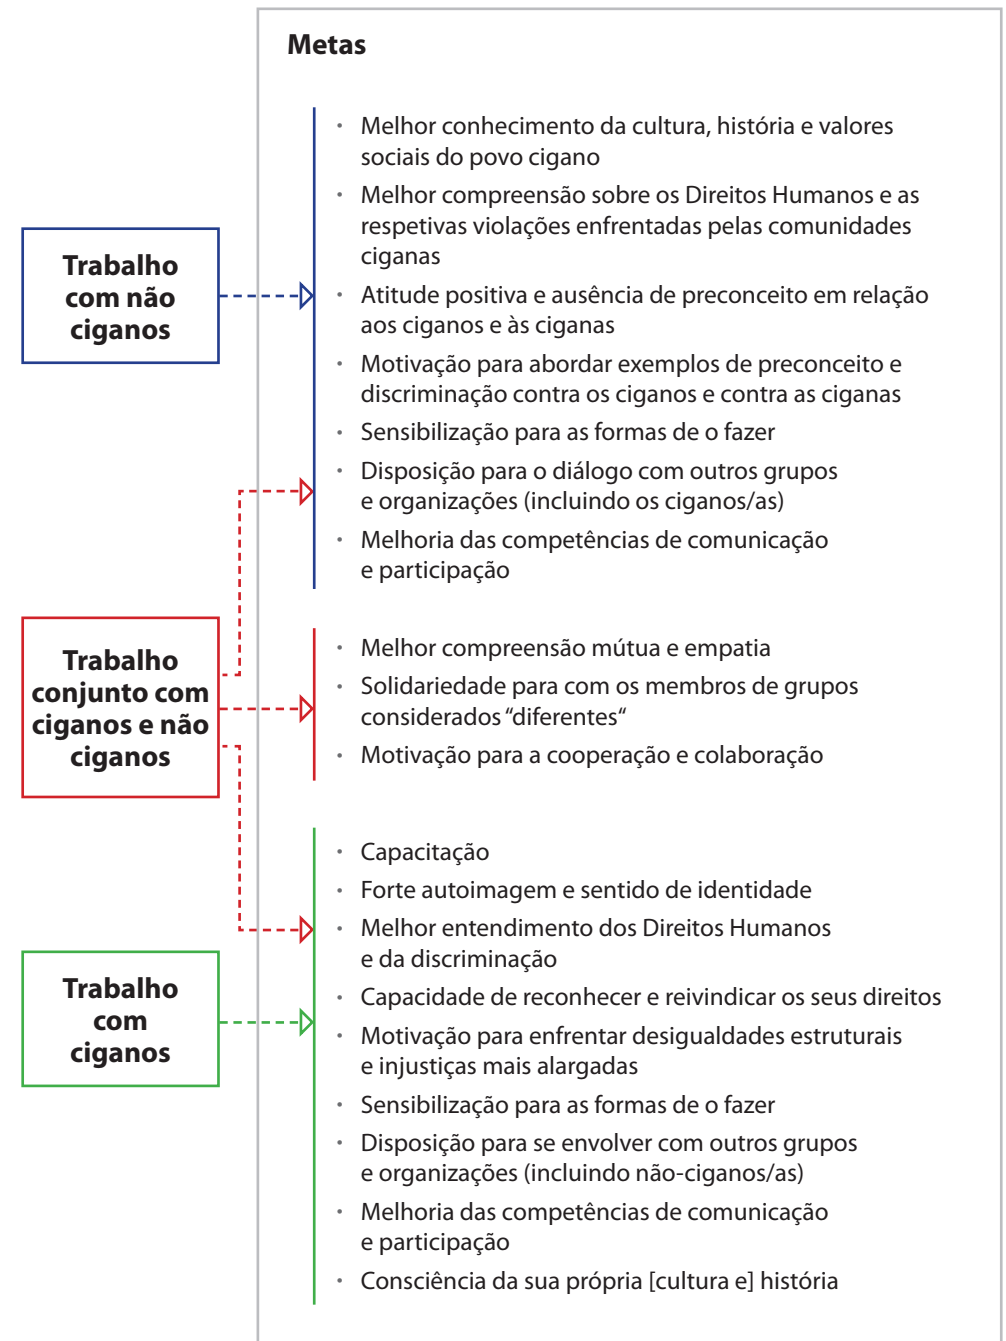 Metas
Trabalho
com não
ciganos
• Melhor conhecimento da cultura, história e valores
sociais do povo cigano
• Melhor compreensão sobre os Direitos Humanos e as
respetivas violações enfrentadas pelas comunidades
ciganas
• Atitude positiva e ausência de preconceito em relação
aos ciganos e às ciganas
• Motivação para abordar exemplos de preconceito e
discriminação contra os ciganos e contra as ciganas
• Sensibilização para as formas de o fazer
• Disposição para o diálogo com outros grupos
e organizações (incluindo os ciganos/as)
• Melhoria das competências de comunicação
e participação
Trabalho
conjunto com
ciganos e não
ciganos
• Melhor compreensão mútua e empatia
• Solidariedade para com os membros de grupos
considerados “diferentes“
• Motivação para a cooperação e colaboração
Trabalho
com
ciganos
• Capacitação
• Forte autoimagem e sentido de identidade
• Melhor entendimento dos Direitos Humanos
e da discriminação
• Capacidade de reconhecer e reivindicar os seus direitos
• Motivação para enfrentar desigualdades estruturais
e injustiças mais alargadas
• Sensibilização para as formas de o fazer
• Disposição para se envolver com outros grupos
e organizações (incluindo não-ciganos/as)
• Melhoria das competências de comunicação
e participação
• Consciência da sua própria [cultura e] história